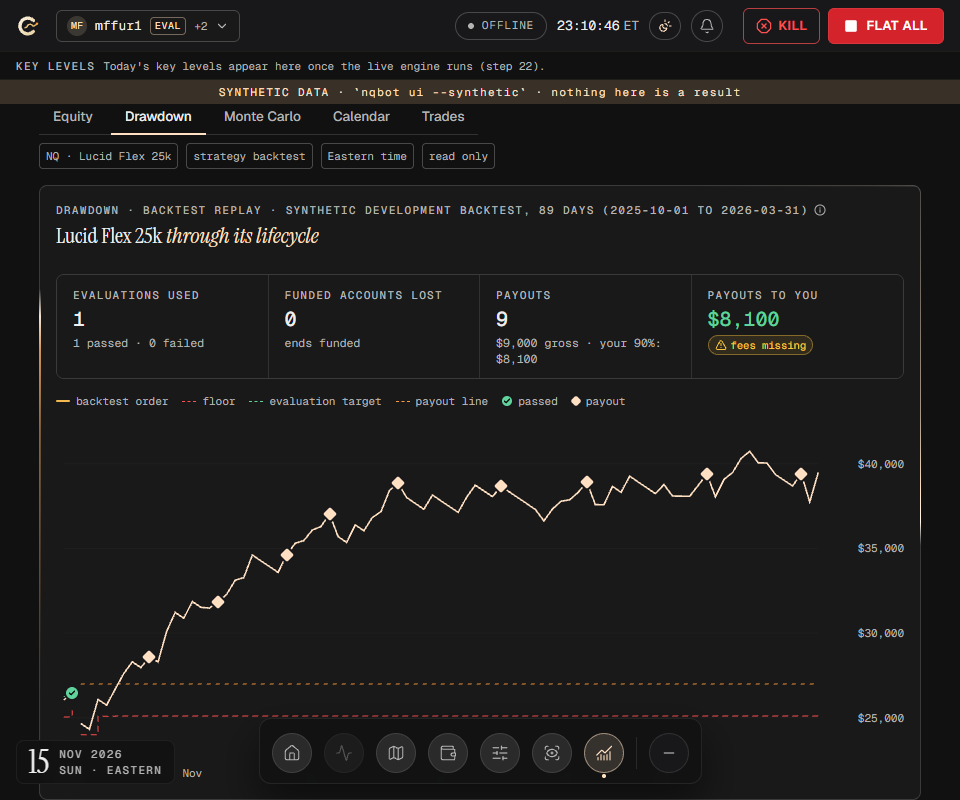 MF mffur1 EVAL +2 OFFLINE 23:10:46 ET KILL FLAT ALL
KEY LEVELS Today's key levels appear here once the live engine runs (step 22).
SYNTHETIC DATA · `nqbot ui --synthetic` · nothing here is a result
Equity Drawdown Monte Carlo Calendar Trades
NQ · Lucid Flex 25k strategy backtest Eastern time read only
DRAWDOWN · BACKTEST REPLAY · SYNTHETIC DEVELOPMENT BACKTEST, 89 DAYS (2025-10-01 TO 2026-03-31)
Lucid Flex 25k through its lifecycle
EVALUATIONS USED FUNDED ACCOUNTS LOST PAYOUTS PAYOUTS TO YOU
1 0 9 $8,100
1 passed · 0 failed ends funded $9,000 gross · your 90%: fees missing
$8,100
backtest order floor evaluation target payout line passed payout
$40,000
$35,000
$30,000
$25,000
15 NOV 2026
SUN · EASTERN Nov